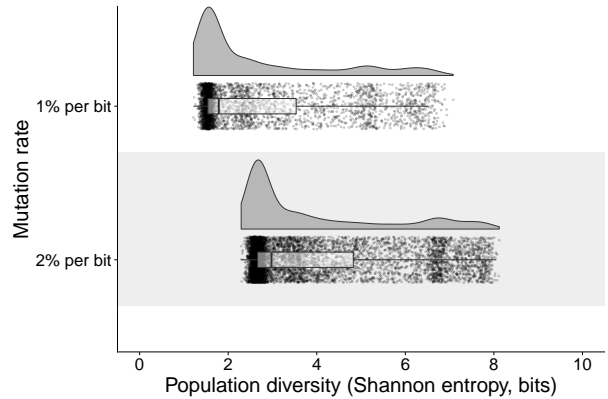 Mutation rate
1% per bit
2% per bit
0 2 4 6 8 10
Population diversity (Shannon entropy, bits)